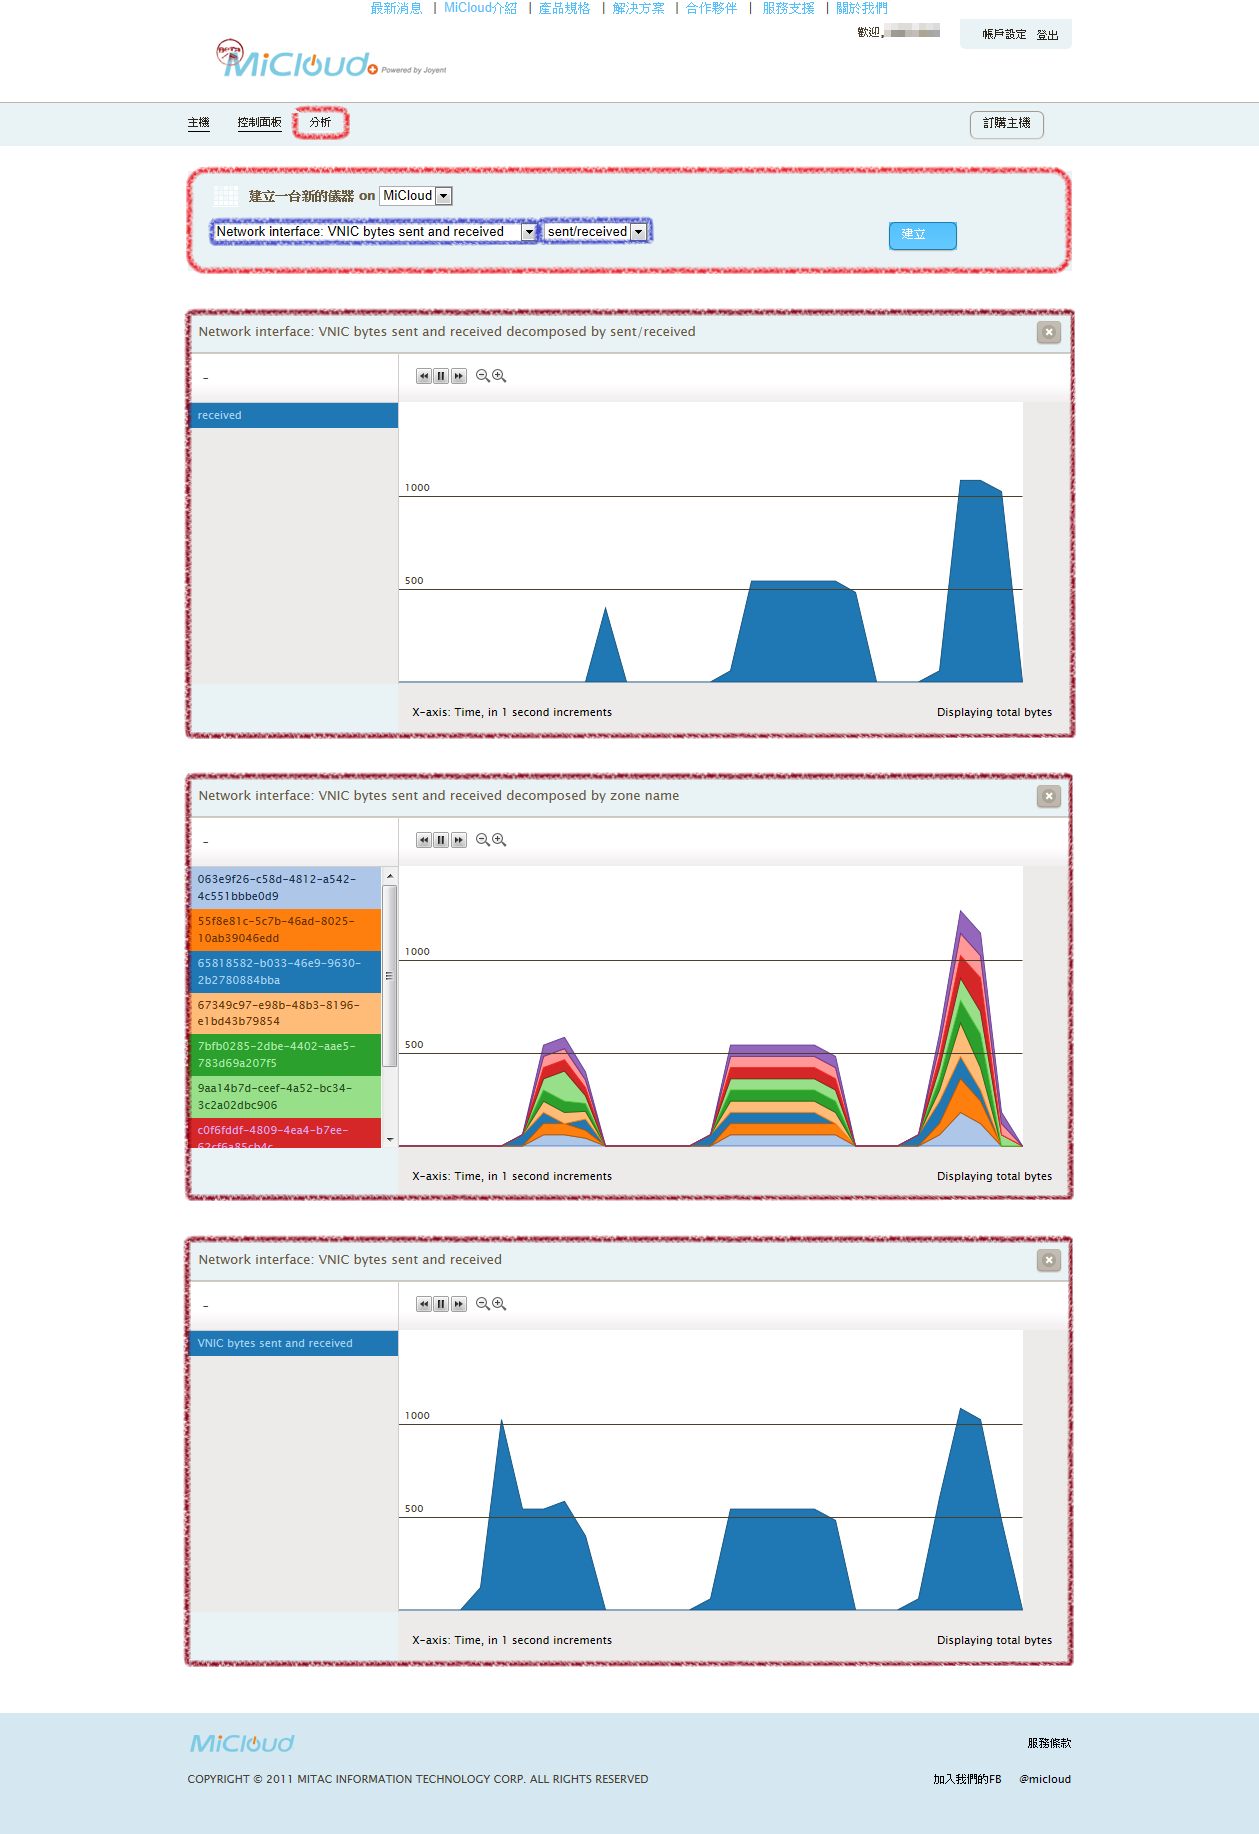 最新消息 | MiCloud介紹 | 產品規格 | 解決方案 | 合作夥伴 | 服務支援 | 關於我們
歡迎,
帳戶設定 登出
MiCloud Powered by Joyent
主機 控制面板 分析 訂購主機
建立一台新的儀器 on MiCloud
Network interface: VNIC bytes sent and received sent/received 建立
Network interface: VNIC bytes sent and received decomposed by sent/received
-
received
1000
500
X-axis: Time, in 1 second increments Displaying total bytes
Network interface: VNIC bytes sent and received decomposed by zone name
-
063e9f26-c58d-4812-a542-
4c551bbbe0d9
55f8e81c-5c7b-46ad-8025-
10ab39046edd
65818582-b033-46e9-9630-
2b2780884bba
67349c97-e98b-48b3-8196-
e1bd43b79854
7bfb0285-2dbe-4402-aae5-
783d69a207f5
9aa14b7d-ceef-4a52-bc34-
3c2a02dbc906
c0f6fddf-4809-4ea4-b7ee-
1000
500
X-axis: Time, in 1 second increments Displaying total bytes
Network interface: VNIC bytes sent and received
-
VNIC bytes sent and received
1000
500
X-axis: Time, in 1 second increments Displaying total bytes
MiCloud
服務條款
COPYRIGHT © 2011 MITAC INFORMATION TECHNOLOGY CORP. ALL RIGHTS RESERVED
加入我們的FB @micloud